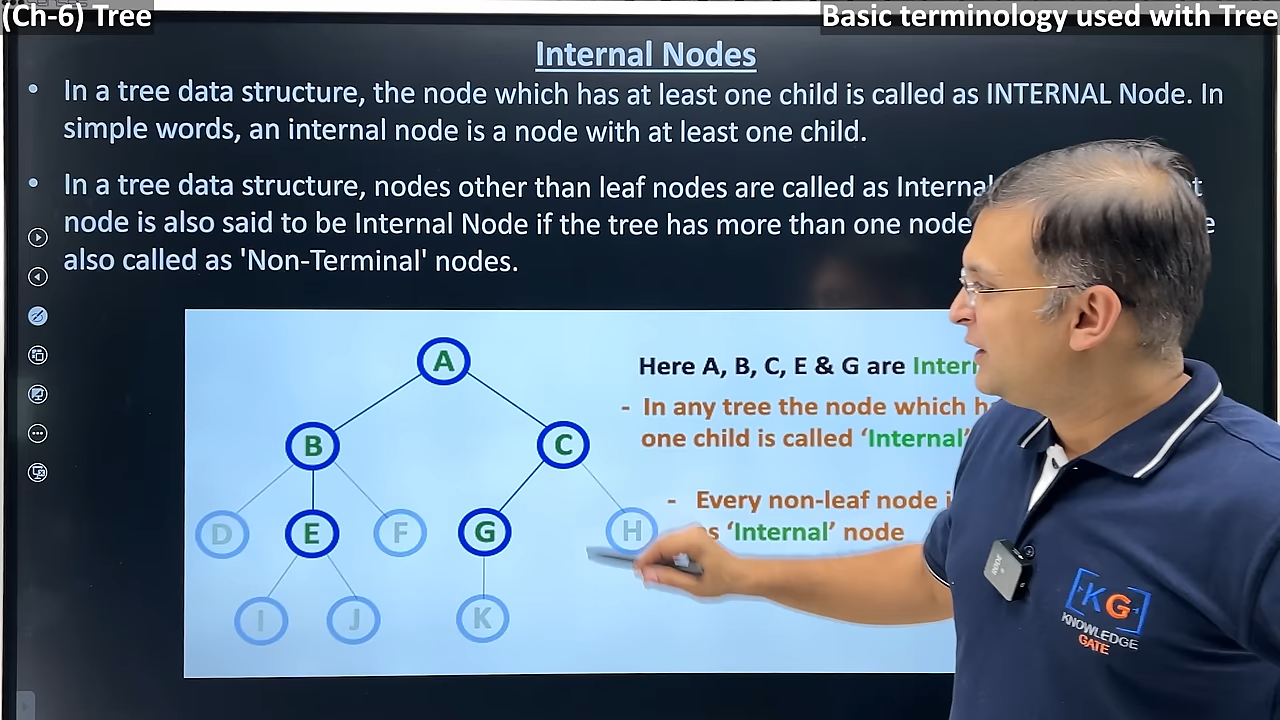 (Ch-6) Tree
Basic terminology used with Tree
Internal Nodes
• In a tree data structure, the node which has at least one child is called as INTERNAL Node. In
simple words, an internal node is a node with at least one child.
• In a tree data structure, nodes other than leaf nodes are called as Internal
node is also said to be Internal Node if the tree has more than one node
also called as 'Non-Terminal' nodes.
A
Here A, B, C, E & G are
- In any tree the node which
B
C
one child is called ‘Internal’
- Every non-leaf node
D
E
F
G
H
‘Internal’ node
I
J
K
KG
KNOWLEDGE
GATE